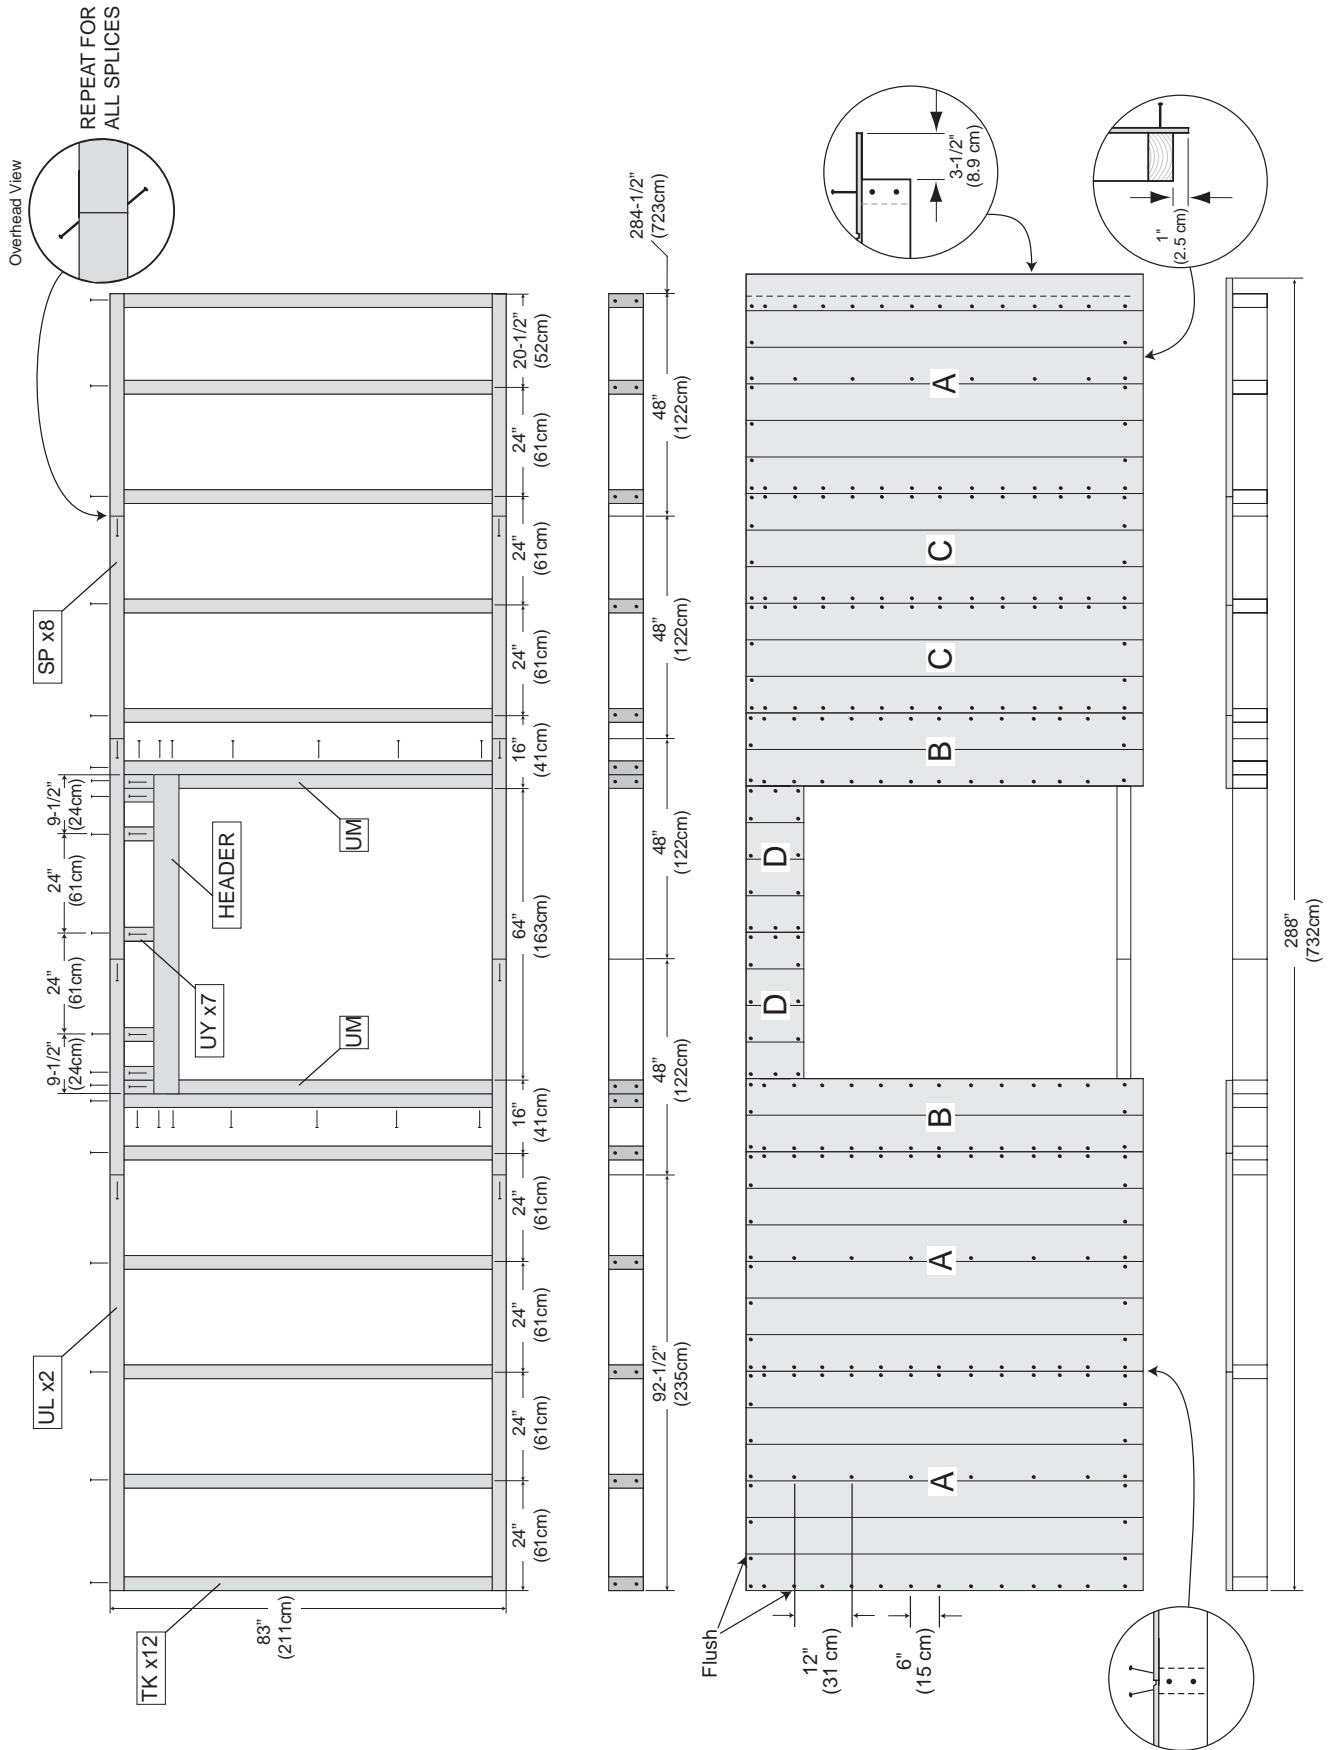 Overhead View
REPEAT FOR
ALL SPLICES
UL x2
SP x8
TK x12
9-1/2"
(24cm)
24"
(61cm)
24"
(61cm)
9-1/2"
(24cm)
UY x7
HEADER
UM
UM
83"
(211cm)
24"
(61cm)
24"
(61cm)
24"
(61cm)
24"
(61cm)
16"
(41cm)
64"
(163cm)
16"
(41cm)
24"
(61cm)
24"
(61cm)
24"
(61cm)
20-1/2"
(52cm)
92-1/2"
(235cm)
48"
(122cm)
48"
(122cm)
48"
(122cm)
48"
(122cm)
284-1/2"
(723cm)
Flush
12"
(31 cm)
6"
(15 cm)
A
A
B
D
D
B
C
C
A
3-1/2"
(8.9 cm)
1"
(2.5 cm)
288"
(732cm)